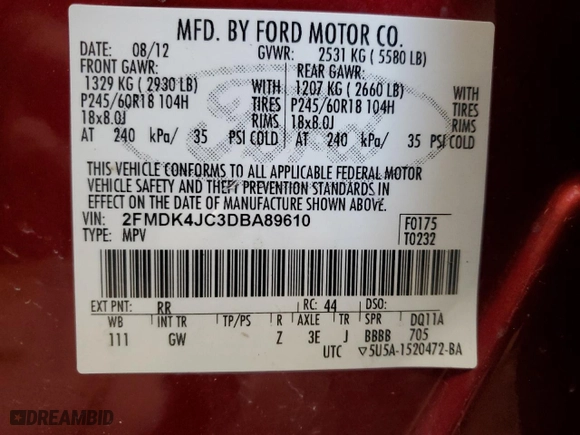 MFD. BY FORD MOTOR CO.
DATE: 08/12 GVWR: 2531 KG ( 5580 LB)
FRONT GAWR: REAR GAWR:
1329 KG ( 2930 LB) WITH 1207 KG ( 2660 LB) WITH
P245/60R18 104H TIRES P245/60R18 104H TIRES
18x8.0J RIMS 18x8.0J RIMS
AT 240 kPa/ 35 PSI COLD AT 240 kPa/ 35 PSI COLD
THIS VEHICLE CONFORMS TO ALL APPLICABLE FEDERAL MOTOR
VEHICLE SAFETY AND THEFT PREVENTION STANDARDS IN
EFFECT ON THE DATE OF MANUFACTURE SHOWN ABOVE.
VIN: 2FMDK4JC3DBA89610 F0175
TYPE: MPV T0232
EXT PNT: RR RC: 44 DSO:
WB INT TR TP/PS R AXLE TR SPR DQ11A
111 GW Z 3E J BBBB 705
UTC ▽5U5A-1520472-BA
Ford
DREAMBID